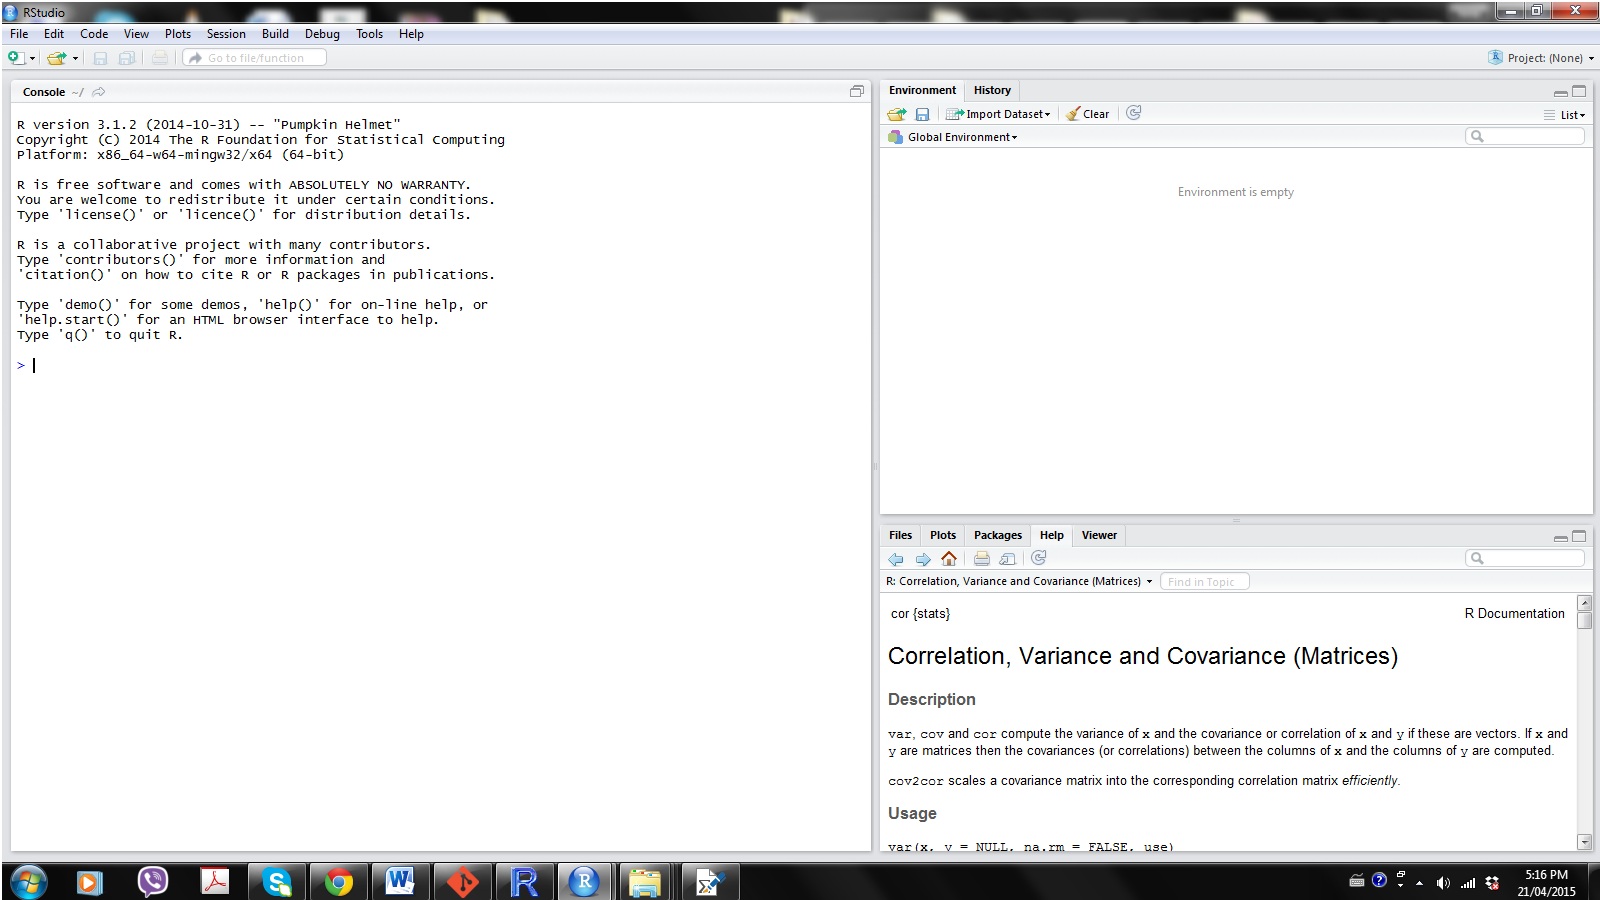 RStudio
File Edit Code View Plots Session Build Debug Tools Help
Go to file/function
Project: (None)
Console ~/
R version 3.1.2 (2014-10-31) -- "Pumpkin Helmet"
Copyright (C) 2014 The R Foundation for Statistical Computing
Platform: x86_64-w64-mingw32/x64 (64-bit)
R is free software and comes with ABSOLUTELY NO WARRANTY.
You are welcome to redistribute it under certain conditions.
Type 'license()' or 'licence()' for distribution details.
R is a collaborative project with many contributors.
Type 'contributors()' for more information and
'citation()' on how to cite R or R packages in publications.
Type 'demo()' for some demos, 'help()' for on-line help, or
'help.start()' for an HTML browser interface to help.
Type 'q()' to quit R.
>
Environment History
Import Dataset Clear List
Global Environment
Environment is empty
Files Plots Packages Help Viewer
R: Correlation, Variance and Covariance (Matrices) Find in Topic
cor {stats} R Documentation
Correlation, Variance and Covariance (Matrices)
Description
var, cov and cor compute the variance of x and the covariance or correlation of x and y if these are vectors. If x and
y are matrices then the covariances (or correlations) between the columns of x and the columns of y are computed.
cov2cor scales a covariance matrix into the corresponding correlation matrix efficiently.
Usage
var(x, y = NULL, na.rm = FALSE, use)
5:16 PM
21/04/2015